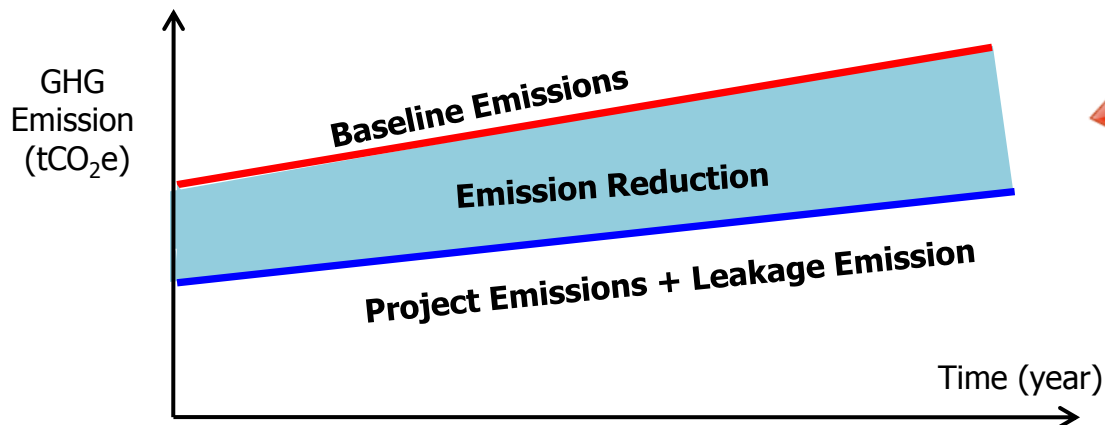 GHG
Emission
(tCO₂e)
Baseline Emissions
Emission Reduction
Project Emissions + Leakage Emission
Time (year)